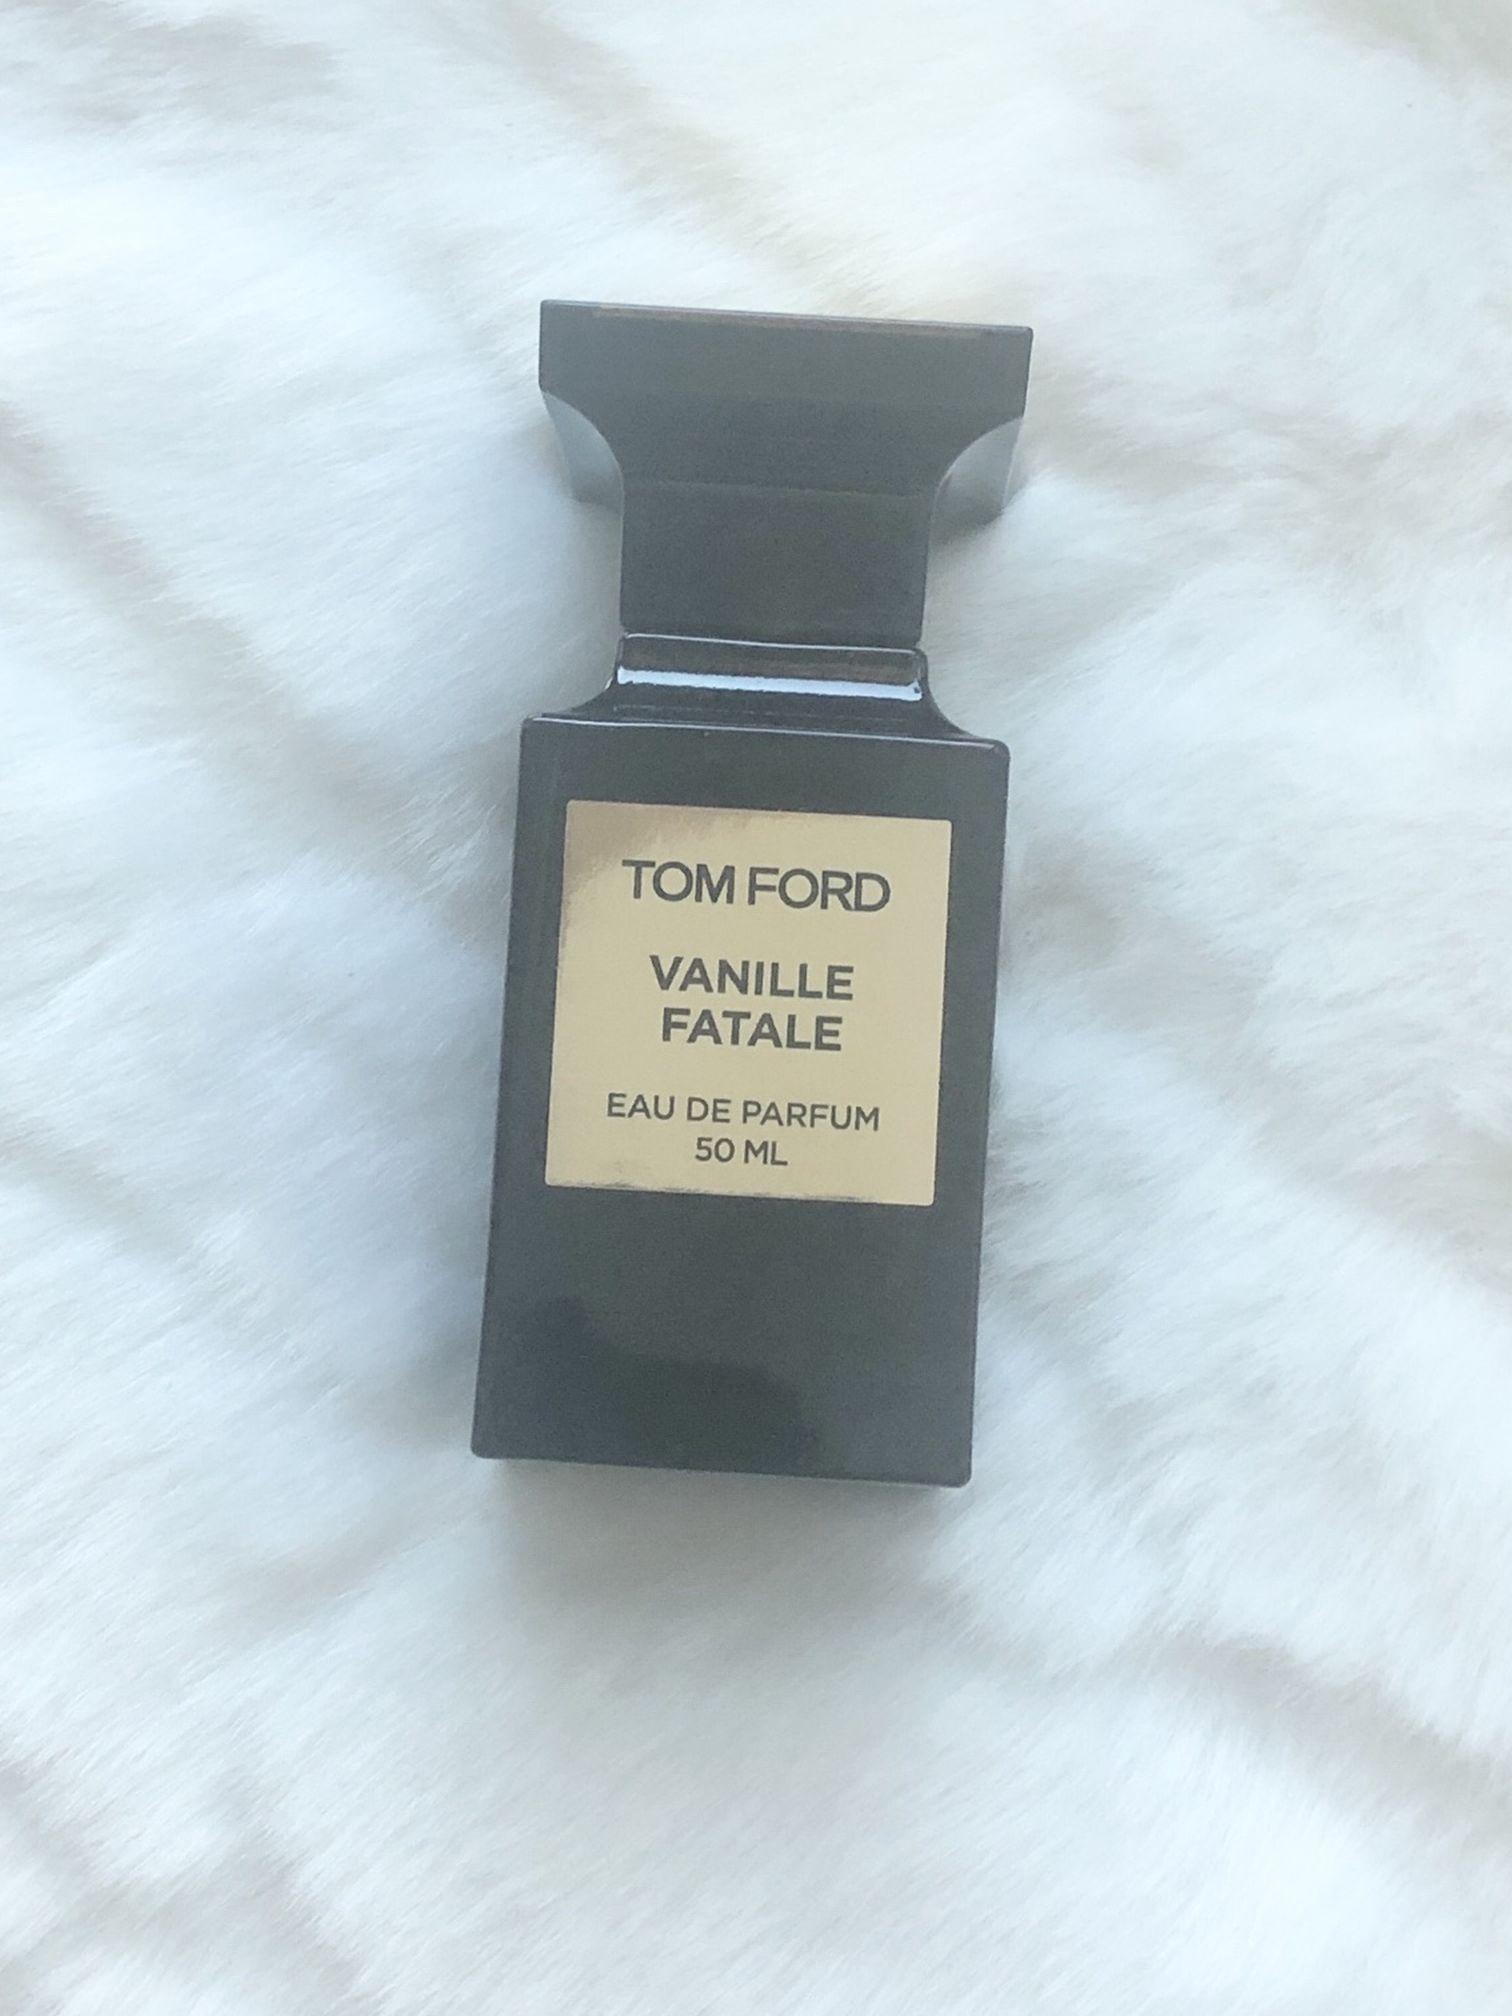 TOM FORD
VANILLE
FATALE
EAU DE PARFUM
50 ML